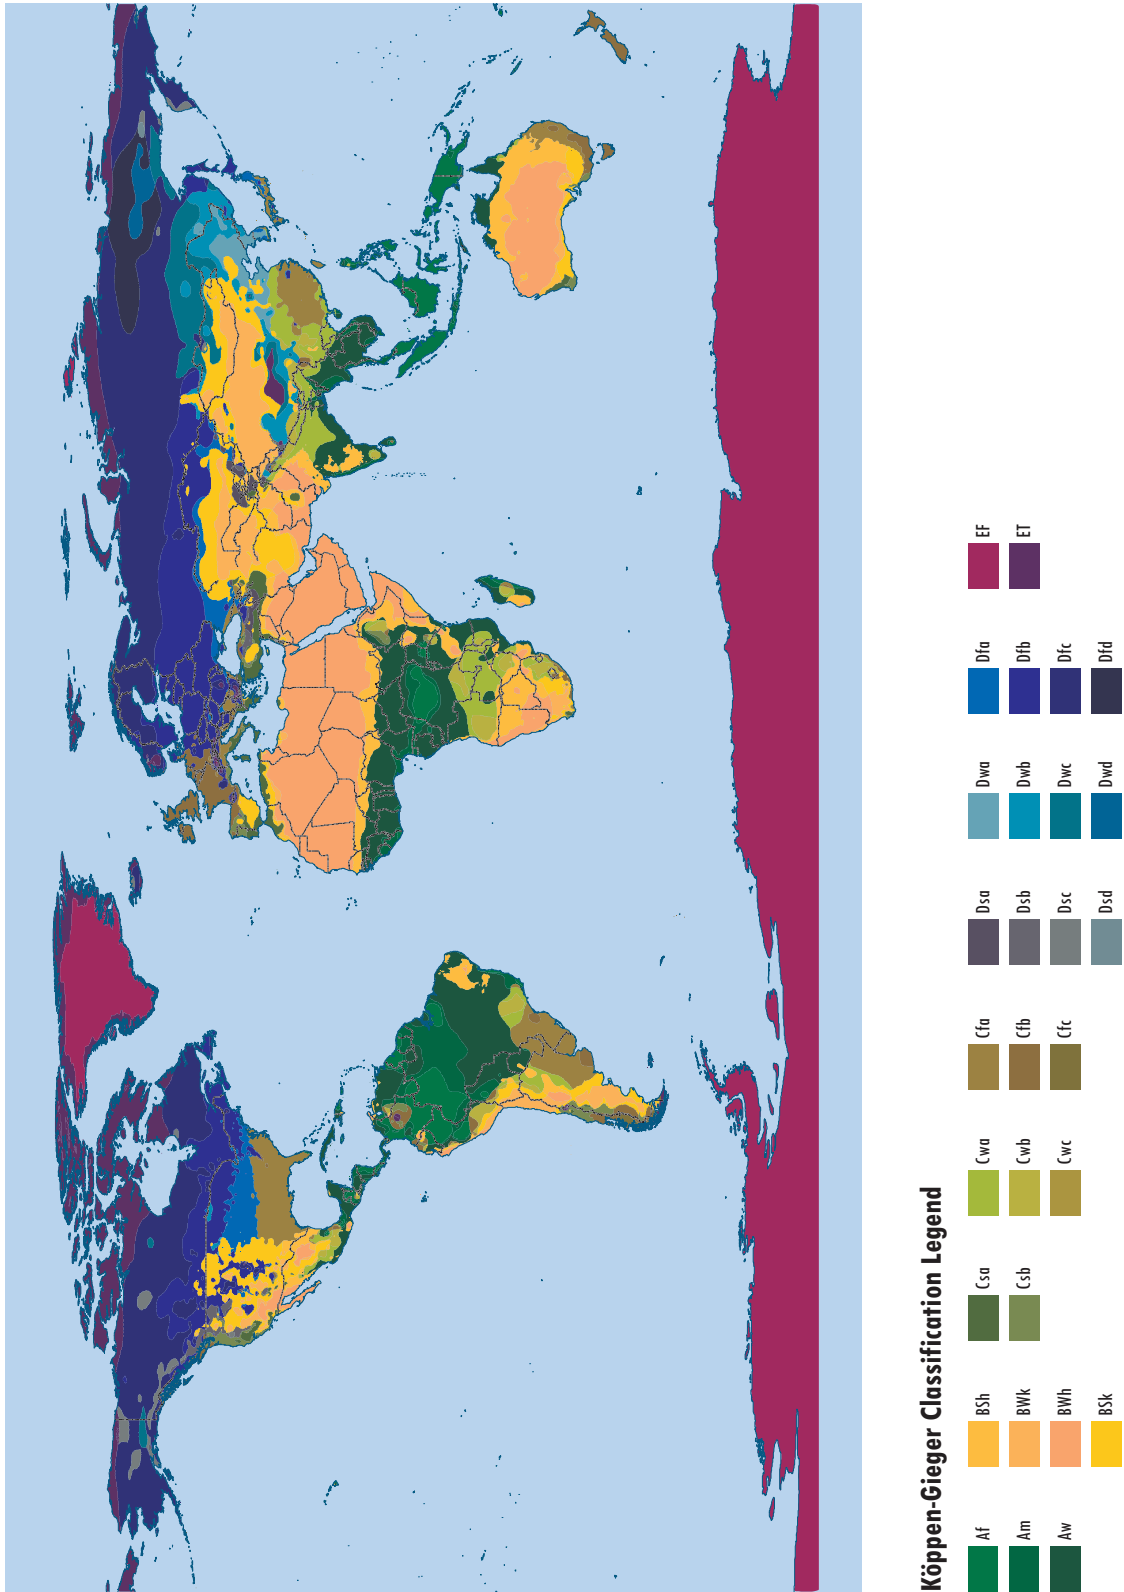 Köppen-Gieger Classification Legend
Af
Am
Aw
BSh
BWk
BWh
BSk
Csa
Csb
Cwa
Cwb
Cwc
Cfa
Cfb
Cfc
Dsa
Dsb
Dsc
Dsd
Dwa
Dwb
Dwc
Dwd
Dfa
Dfb
Dfc
Dfd
EF
ET